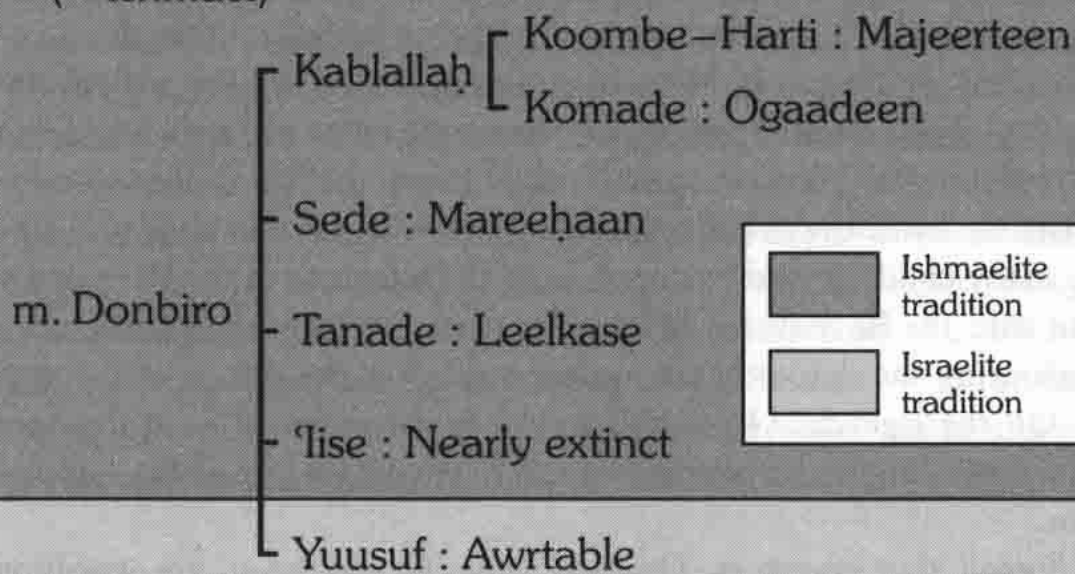 Koombe–Harti : Majeerteen
Kablallaḥ
Komade : Ogaadeen
Sede : Mareeḥaan
Ishmaelite
tradition
m. Donbiro
Tanade : Leelkase
Israelite
tradition
ʿIise : Nearly extinct
Yuusuf : Awrtable